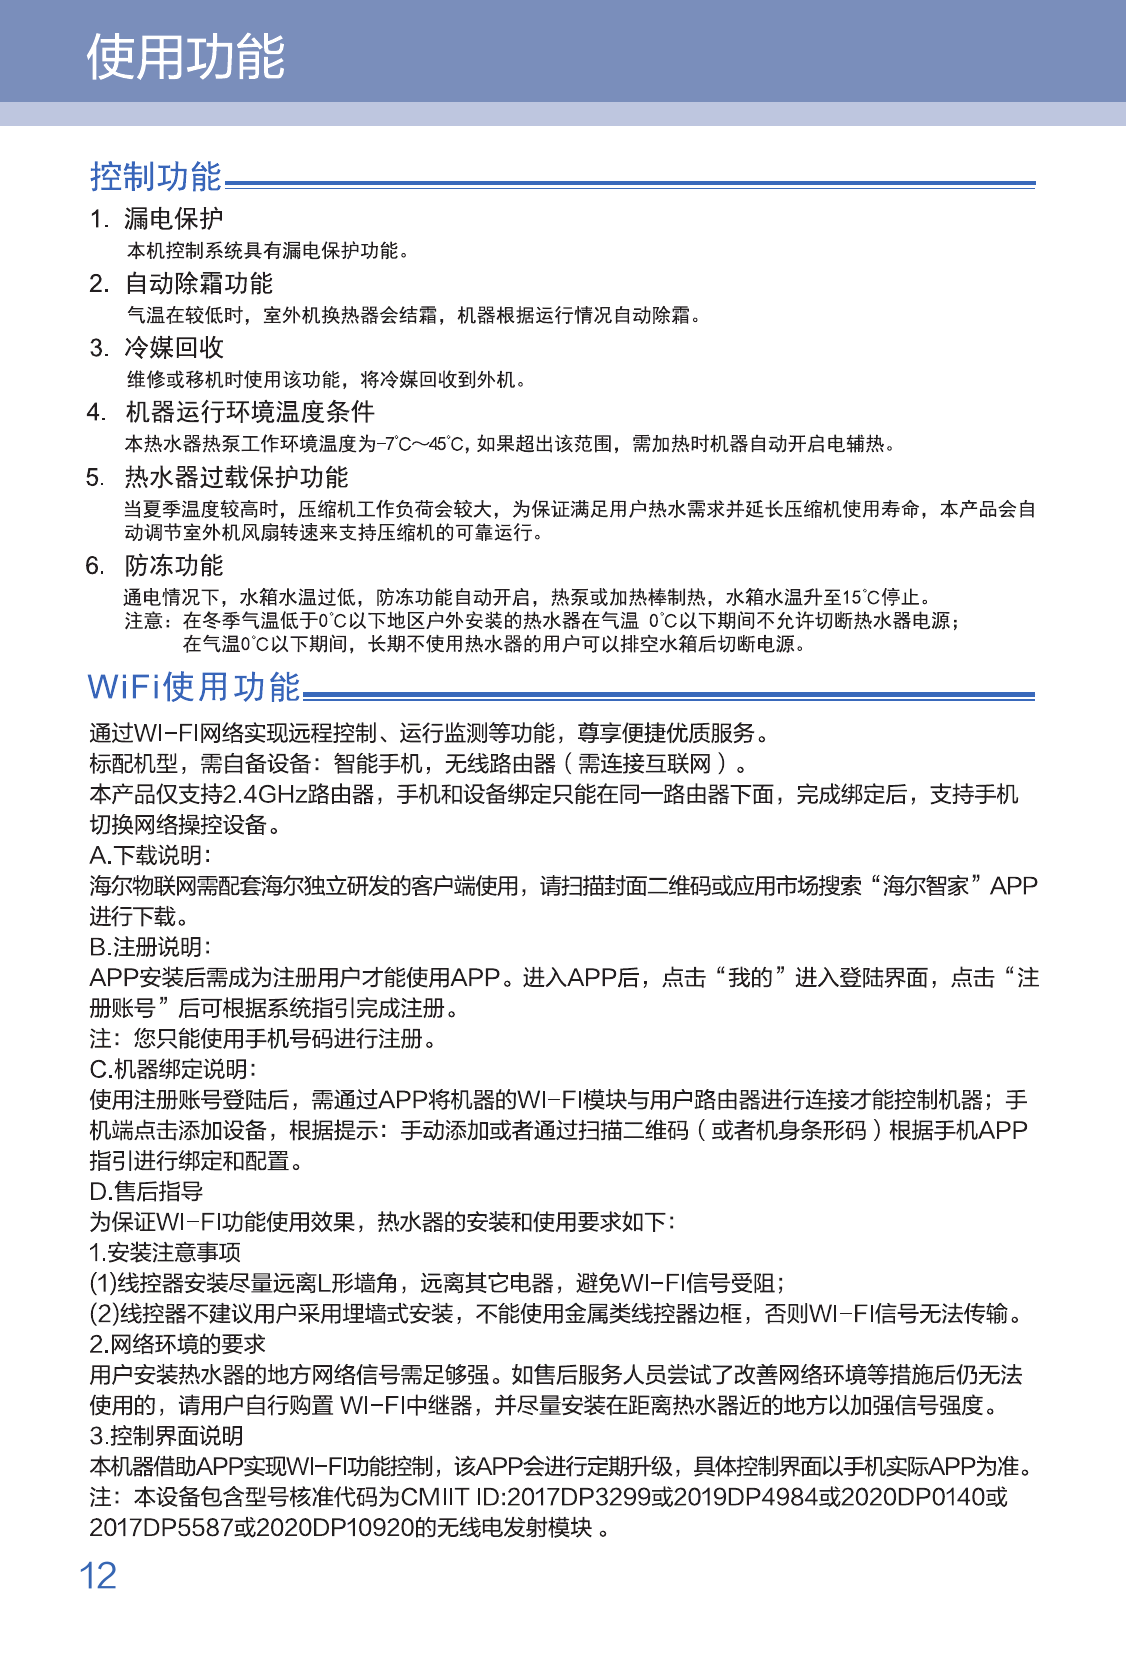 使用功能
控制功能
1. 漏电保护
本机控制系统具有漏电保护功能。
2. 自动除霜功能
气温在较低时，室外机换热器会结霜，机器根据运行情况自动除霜。
3. 冷媒回收
维修或移机时使用该功能，将冷媒回收到外机。
4. 机器运行环境温度条件
本热水器热泵工作环境温度为-7℃～45℃, 如果超出该范围，需加热时机器自动开启电辅热。
5. 热水器过载保护功能
当夏季温度较高时，压缩机工作负荷会较大，为保证满足用户热水需求并延长压缩机使用寿命，本产品会自
动调节室外机风扇转速来支持压缩机的可靠运行。
6. 防冻功能
通电情况下，水箱水温过低，防冻功能自动开启，热泵或加热棒制热，水箱水温升至15℃停止。
注意：在冬季气温低于0℃以下地区户外安装的热水器在气温 0℃以下期间不允许切断热水器电源；
在气温0℃以下期间，长期不使用热水器的用户可以排空水箱后切断电源。
WiFi使用功能
通过WI-FI网络实现远程控制、运行监测等功能，尊享便捷优质服务。
标配机型，需自备设备：智能手机，无线路由器（需连接互联网）。
本产品仅支持2.4GHz路由器，手机和设备绑定只能在同一路由器下面，完成绑定后，支持手机
切换网络操控设备。
A.下载说明：
海尔物联网需配套海尔独立研发的客户端使用，请扫描封面二维码或应用市场搜索“海尔智家”APP
进行下载。
B.注册说明：
APP安装后需成为注册用户才能使用APP。进入APP后，点击“我的”进入登陆界面，点击“注
册账号”后可根据系统指引完成注册。
注：您只能使用手机号码进行注册。
C.机器绑定说明：
使用注册账号登陆后，需通过APP将机器的WI-FI模块与用户路由器进行连接才能控制机器；手
机端点击添加设备，根据提示：手动添加或者通过扫描二维码（或者机身条形码）根据手机APP
指引进行绑定和配置。
D.售后指导
为保证WI-FI功能使用效果，热水器的安装和使用要求如下：
1.安装注意事项
(1)线控器安装尽量远离L形墙角，远离其它电器，避免WI-FI信号受阻；
(2)线控器不建议用户采用埋墙式安装，不能使用金属类线控器边框，否则WI-FI信号无法传输。
2.网络环境的要求
用户安装热水器的地方网络信号需足够强。如售后服务人员尝试了改善网络环境等措施后仍无法
使用的，请用户自行购置 WI-FI中继器，并尽量安装在距离热水器近的地方以加强信号强度。
3.控制界面说明
本机器借助APP实现WI-FI功能控制，该APP会进行定期升级，具体控制界面以手机实际APP为准。
注：本设备包含型号核准代码为CMIIT ID:2017DP3299或2019DP4984或2020DP0140或
2017DP5587或2020DP10920的无线电发射模块 。
12